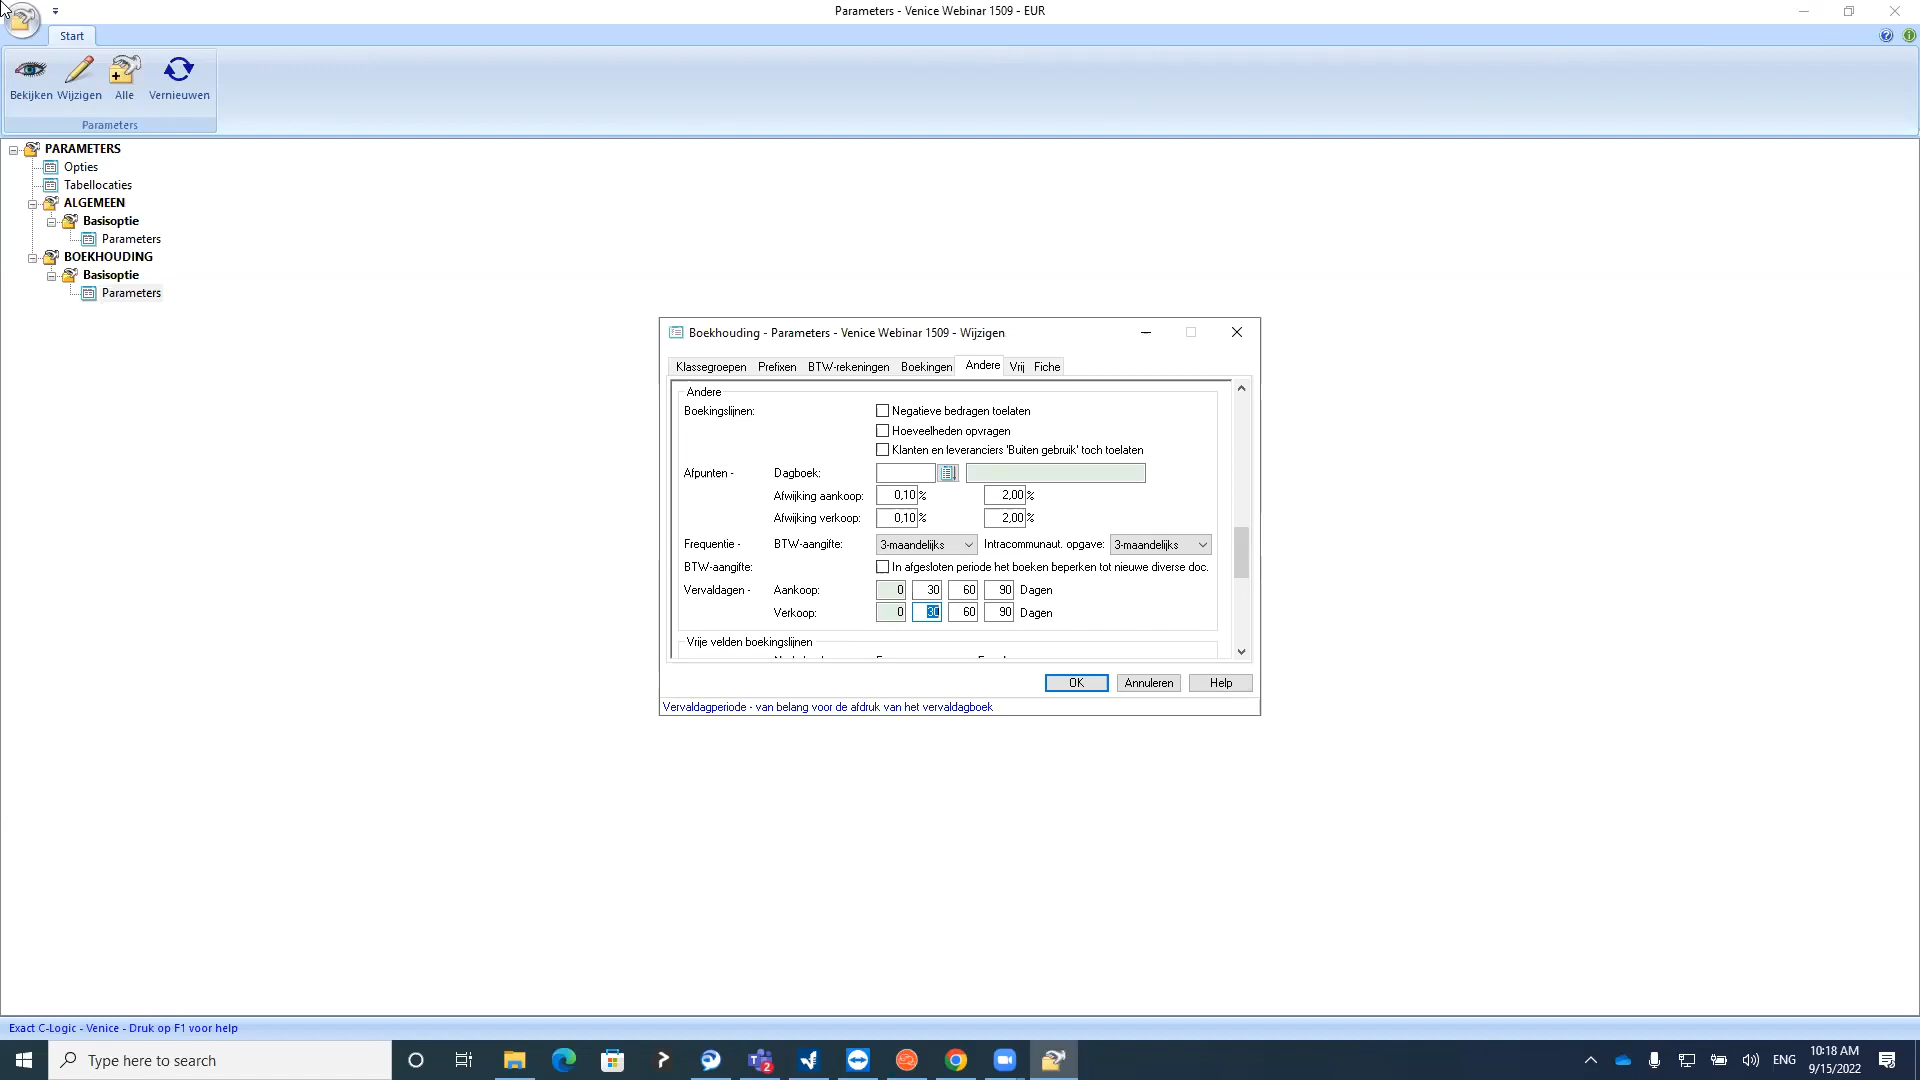 Parameters - Venice Webinar 1509 - EUR
Start
Bekijken Wijzigen Alle Vernieuwen
Parameters
PARAMETERS
Opties
Tabellocaties
ALGEMEEN
Basisoptie
Parameters
BOEKHOUDING
Basisoptie
Parameters
Boekhouding - Parameters - Venice Webinar 1509 - Wijzigen
Klassegroepen Prefixen BTW-rekeningen Boekingen Andere Vrij Fiche
Andere
Boekingslijnen: Negatieve bedragen toelaten
Hoeveelheden opvragen
Klanten en leveranciers 'Buiten gebruik' toch toelaten
Afpunten - Dagboek:
Afwijking aankoop: 0,10 % 2,00 %
Afwijking verkoop: 0,10 % 2,00 %
Frequentie - BTW-aangifte: 3-maandelijks Intracommunaut. opgave: 3-maandelijks
BTW-aangifte: In afgesloten periode het boeken beperken tot nieuwe diverse doc.
Vervaldagen - Aankoop: 0 30 60 90 Dagen
Verkoop: 0 30 60 90 Dagen
Vrije velden boekingslijnen
OK Annuleren Help
Vervaldagperiode - van belang voor de afdruk van het vervaldagboek
Exact C-Logic - Venice - Druk op F1 voor help
Type here to search
2
ENG
10:18 AM
9/15/2022